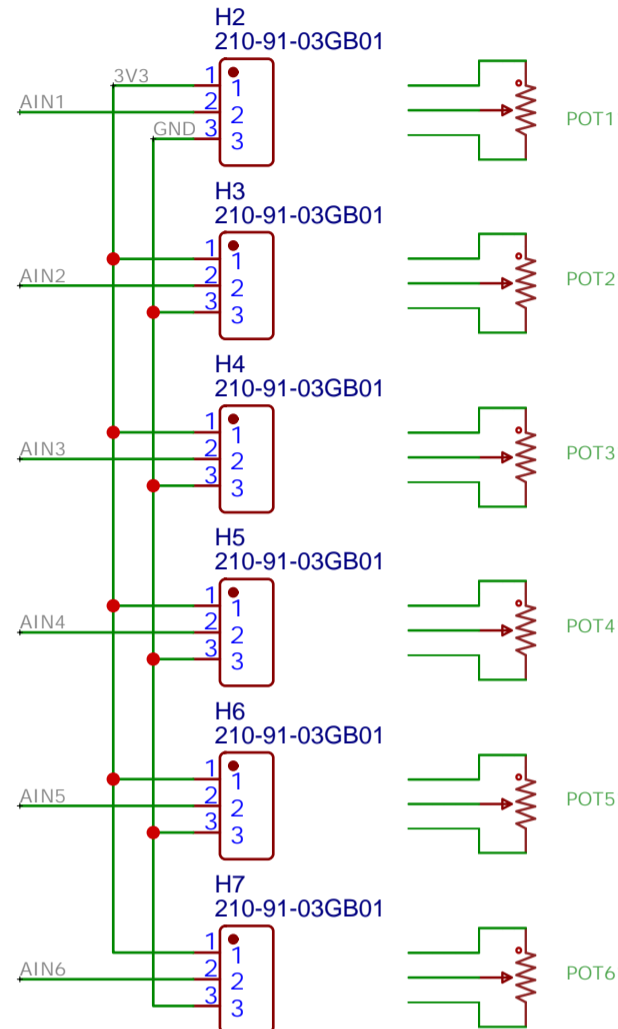 H2
210-91-03GB01
3V3
1
1
AIN1
2
2
GND
3
3
POT1
H3
210-91-03GB01
1
1
AIN2
2
2
3
3
POT2
H4
210-91-03GB01
1
1
AIN3
2
2
3
3
POT3
H5
210-91-03GB01
1
1
AIN4
2
2
3
3
POT4
H6
210-91-03GB01
1
1
AIN5
2
2
3
3
POT5
H7
210-91-03GB01
1
1
AIN6
2
2
3
3
POT6